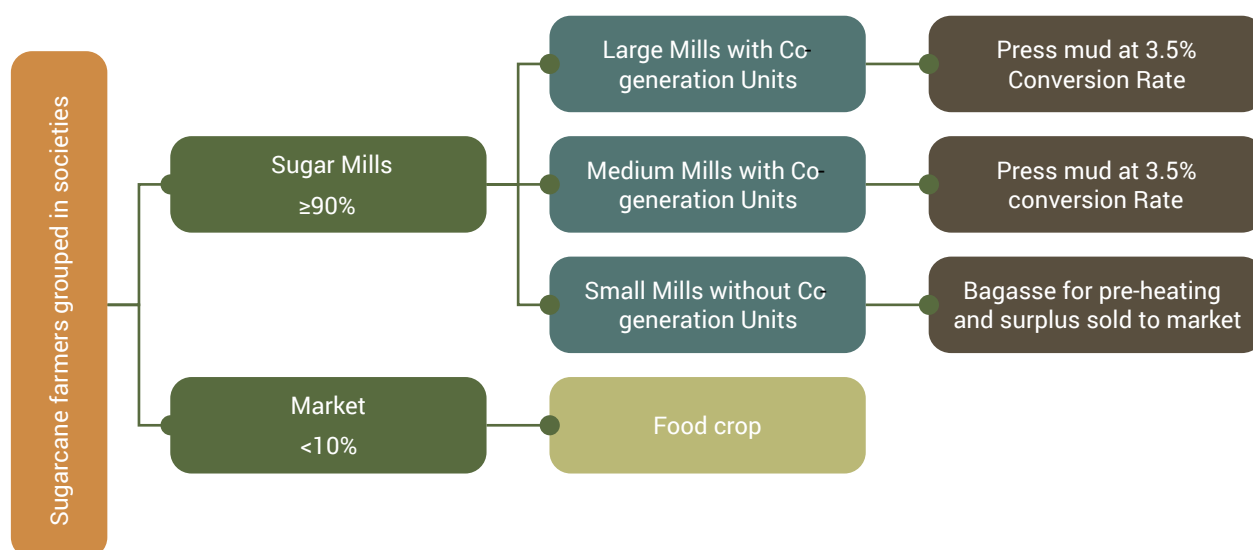 Sugarcane farmers grouped in societies
Sugar Mills
≥90%
Market
<10%
Large Mills with Co-
generation Units
Medium Mills with Co-
generation Units
Small Mills without Co-
generation Units
Food crop
Press mud at 3.5%
Conversion Rate
Press mud at 3.5%
conversion Rate
Bagasse for pre-heating
and surplus sold to market